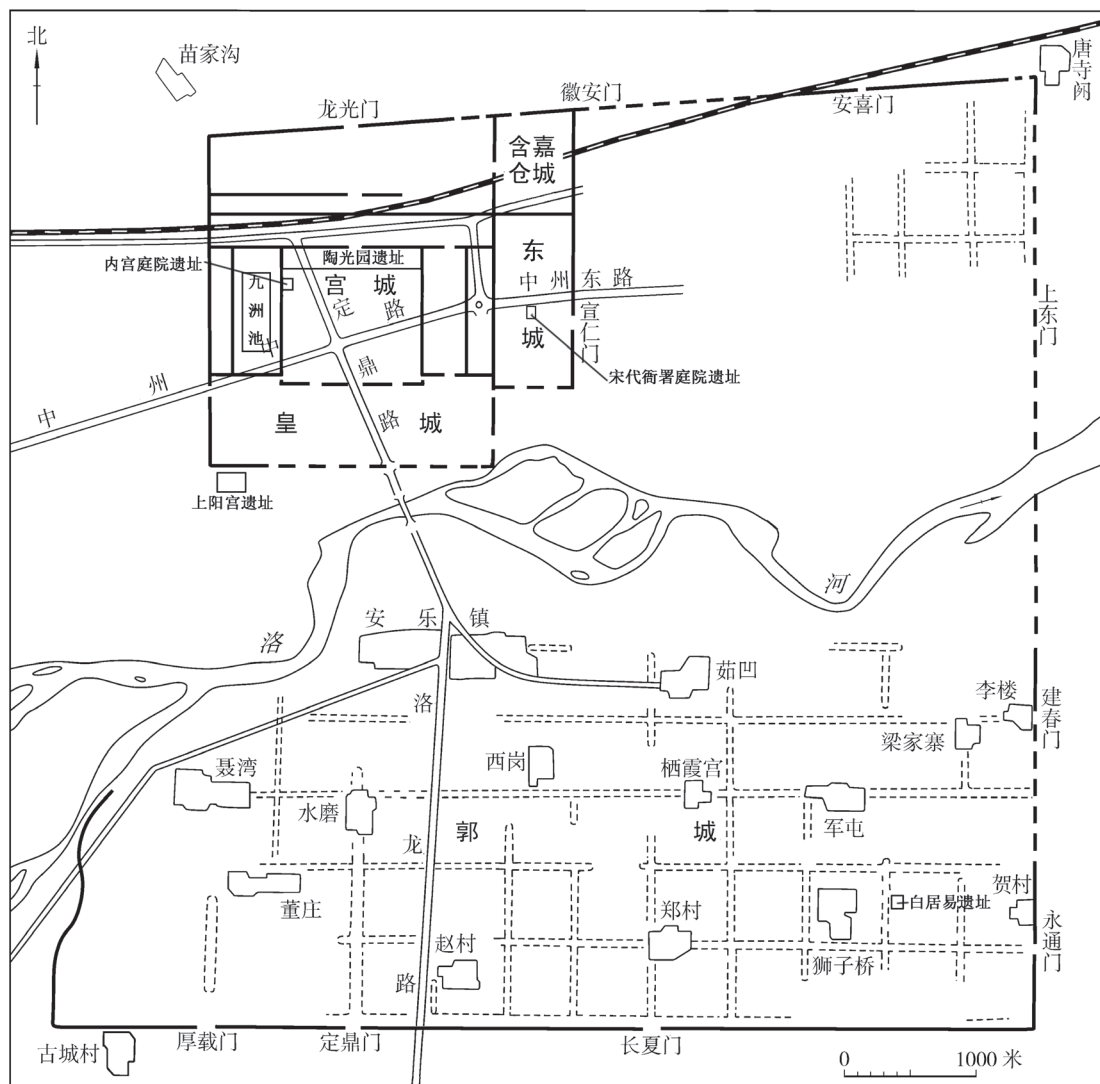 北
苗家沟
唐寺阙
龙光门
徽安门
安喜门
含嘉
仓城
内宫庭院遗址
陶光园遗址
九洲池
宫城
东城
中州东路
宣仁门
上东门
宋代衙署庭院遗址
中州中路
定鼎路
皇城
上阳宫遗址
洛河
安乐镇
茹凹
李楼
建春门
梁家寨
洛龙路
西岗
栖霞宫
聂湾
水磨
军屯
郭城
董庄
赵村
郑村
狮子桥
白居易遗址
贺村
永通门
古城村
厚载门
定鼎门
长夏门
0 1000 米